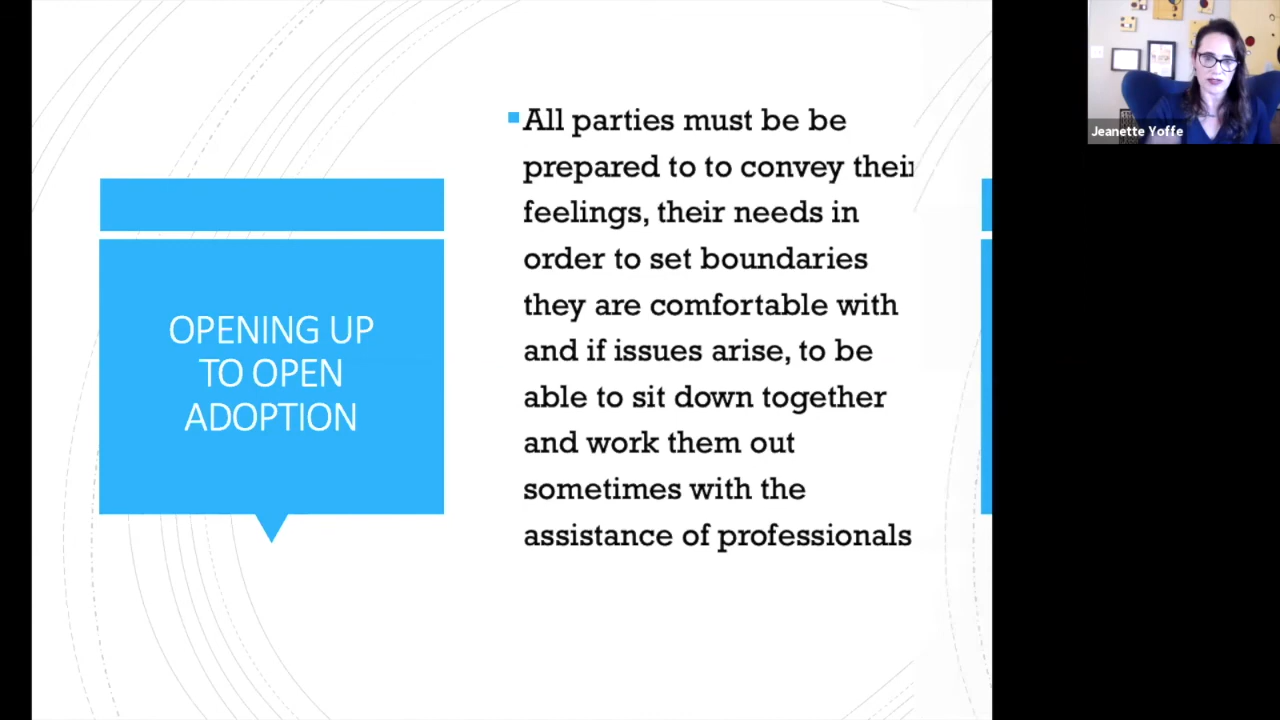 OPENING UP
TO OPEN
ADOPTION
All parties must be be
prepared to to convey their
feelings, their needs in
order to set boundaries
they are comfortable with
and if issues arise, to be
able to sit down together
and work them out
sometimes with the
assistance of professionals
Jeanette Yoffe